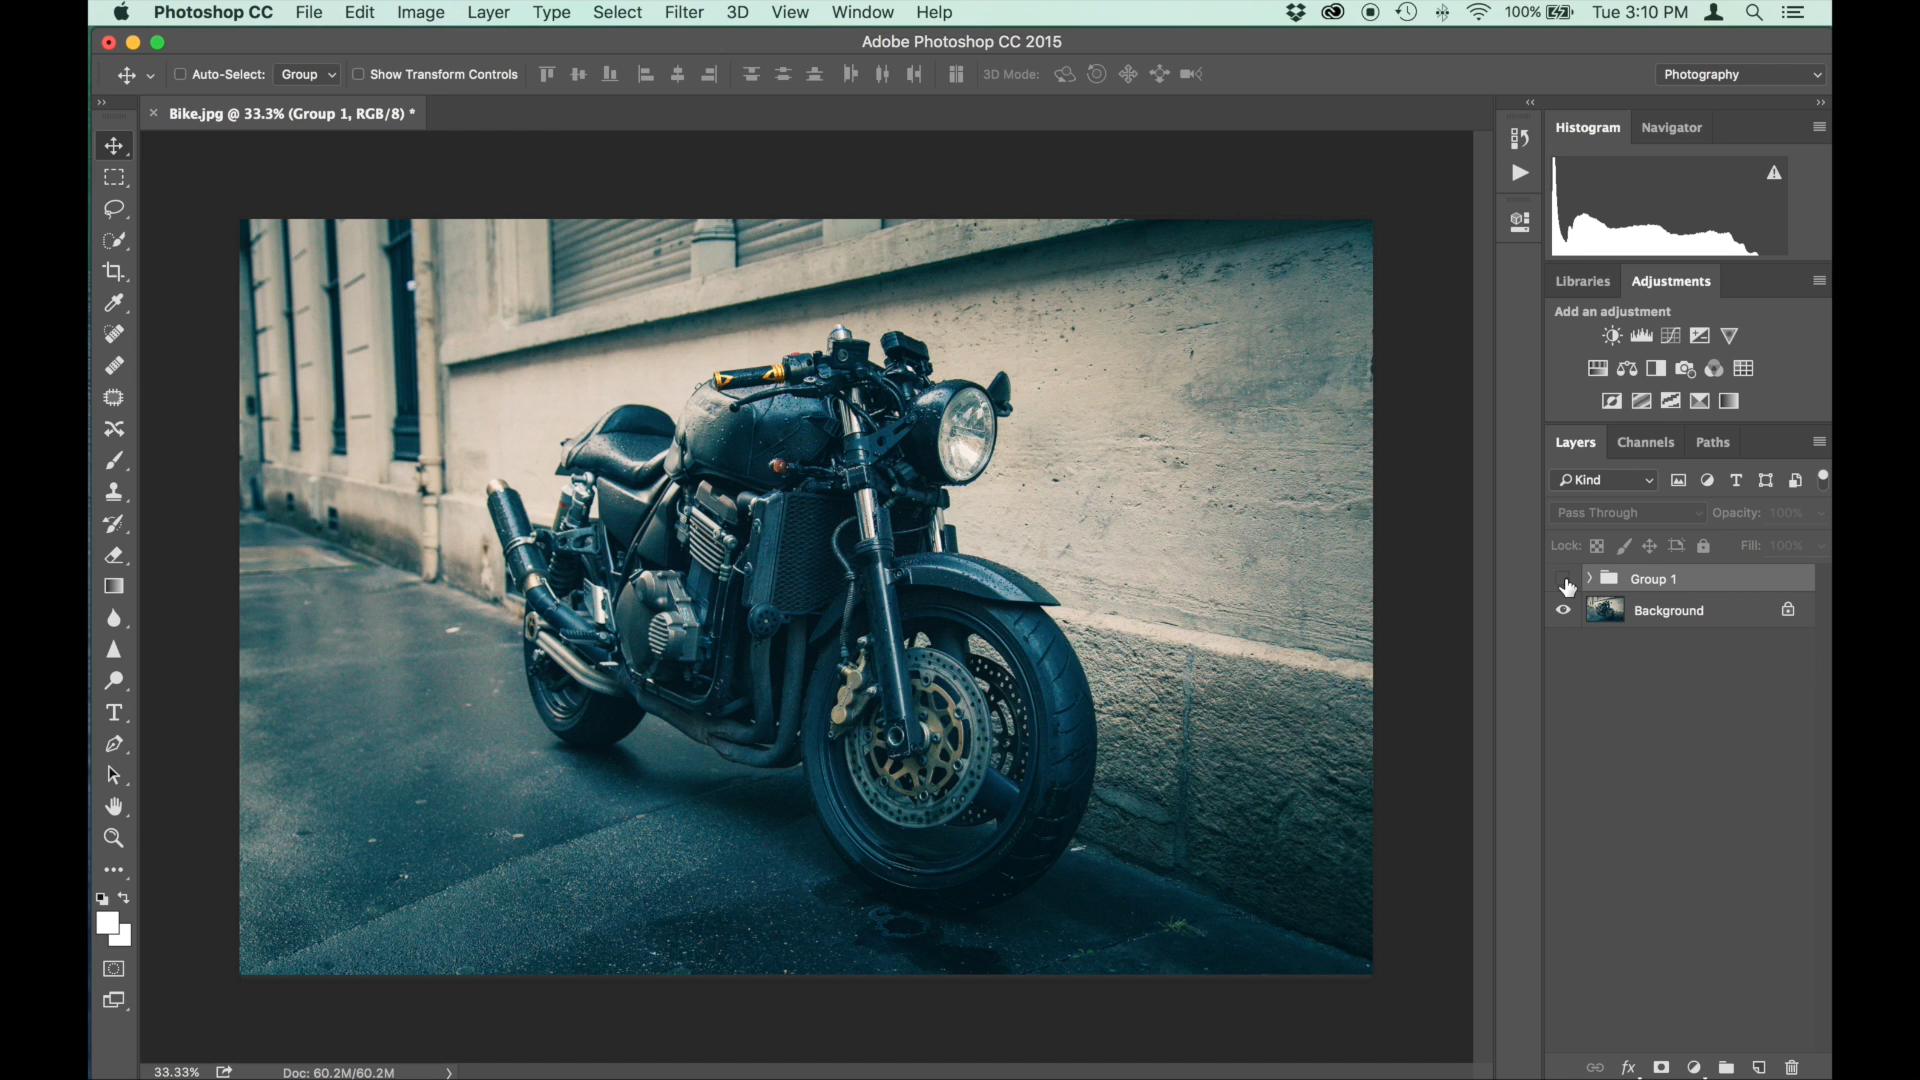 Photoshop CC File Edit Image Layer Type Select Filter 3D View Window Help 100% Tue 3:10 PM
Adobe Photoshop CC 2015
Auto-Select: Group Show Transform Controls 3D Mode: Photography
Bike.jpg @ 33.3% (Group 1, RGB/8) *
Histogram Navigator
Libraries Adjustments
Add an adjustment
Layers Channels Paths
Kind
Pass Through Opacity: 100%
Lock: Fill: 100%
Group 1
Background
33.33% Doc: 60.2M/60.2M